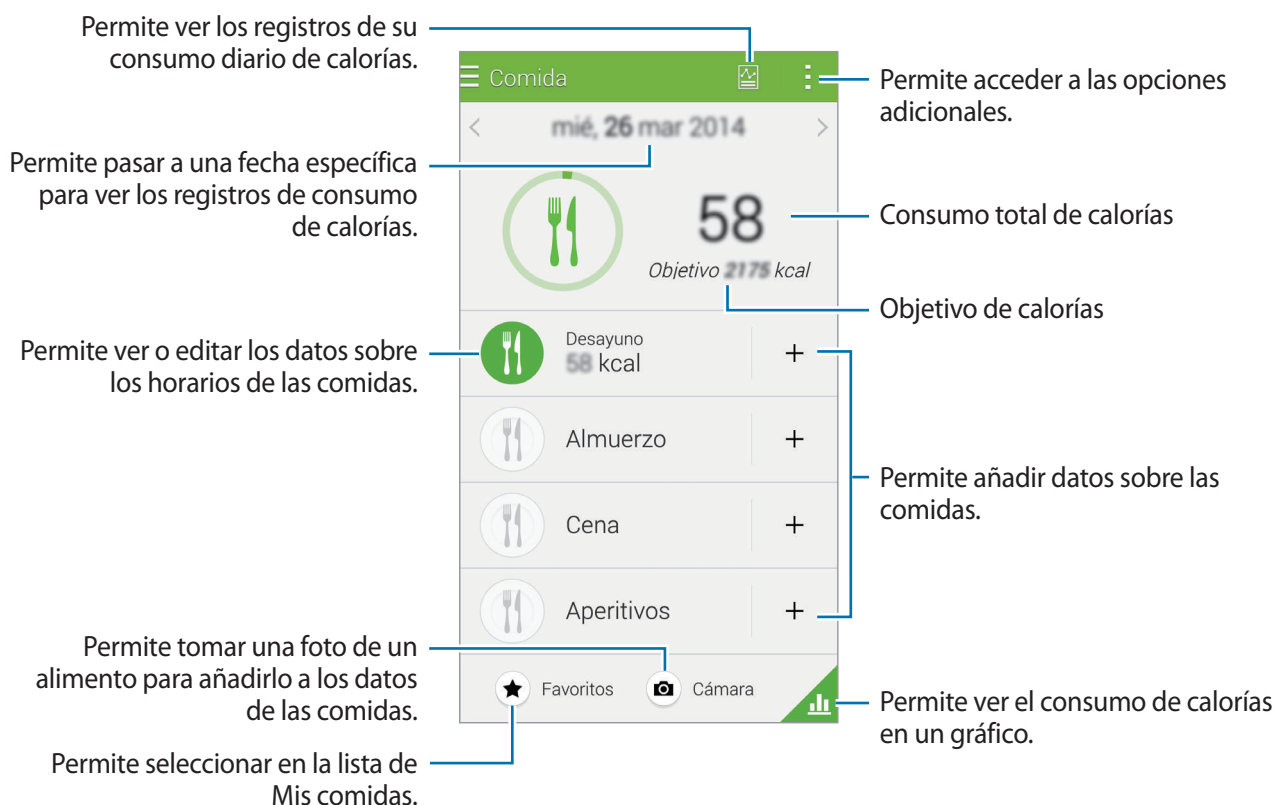 Permite ver los registros de su
consumo diario de calorías.
Permite pasar a una fecha específica
para ver los registros de consumo
de calorías.
Permite ver o editar los datos sobre
los horarios de las comidas.
Permite tomar una foto de un
alimento para añadirlo a los datos
de las comidas.
Permite seleccionar en la lista de
Mis comidas.
Comida
mié, 26 mar 2014
58
Objetivo 2175 kcal
Desayuno
58 kcal
Almuerzo
Cena
Aperitivos
Favoritos
Cámara
Permite acceder a las opciones
adicionales.
Consumo total de calorías
Objetivo de calorías
Permite añadir datos sobre las
comidas.
Permite ver el consumo de calorías
en un gráfico.